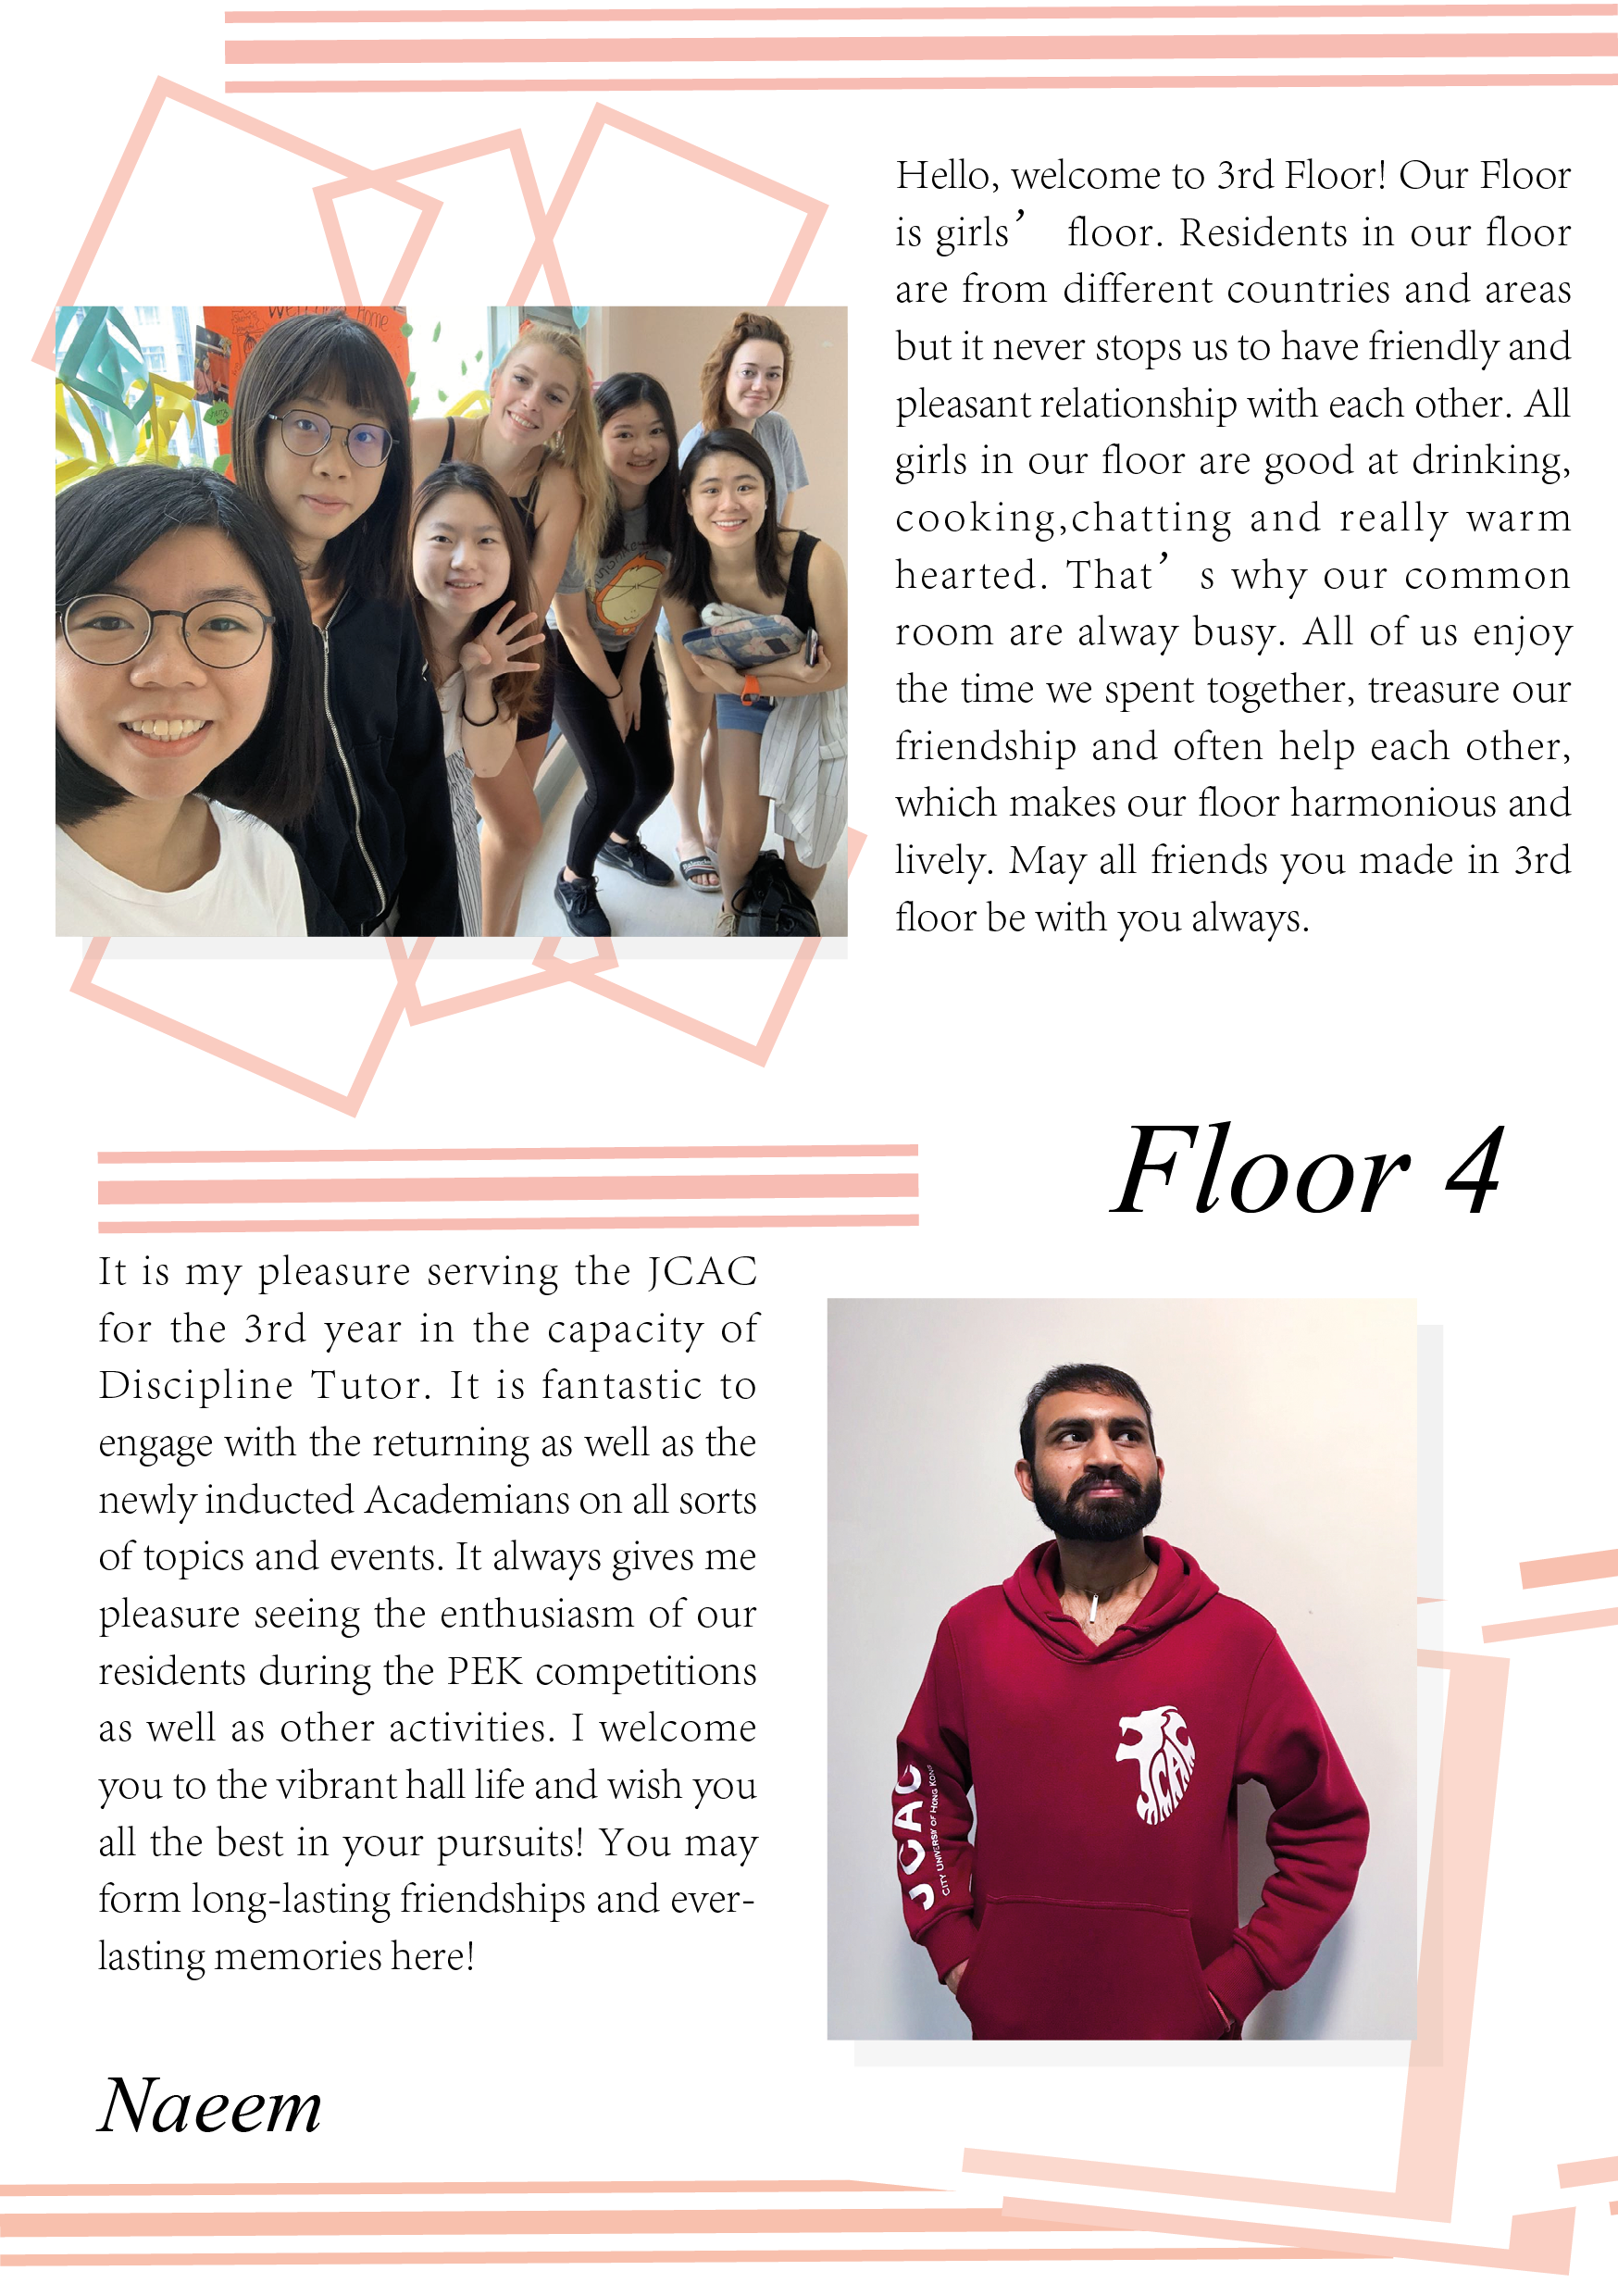 Hello, welcome to 3rd Floor! Our Floor
is girls’ floor. Residents in our floor
are from different countries and areas
but it never stops us to have friendly and
pleasant relationship with each other. All
girls in our floor are good at drinking,
cooking,chatting and really warm
hearted. That’s why our common
room are alway busy. All of us enjoy
the time we spent together, treasure our
friendship and often help each other,
which makes our floor harmonious and
lively. May all friends you made in 3rd
floor be with you always.
Floor 4
It is my pleasure serving the JCAC
for the 3rd year in the capacity of
Discipline Tutor. It is fantastic to
engage with the returning as well as the
newly inducted Academians on all sorts
of topics and events. It always gives me
pleasure seeing the enthusiasm of our
residents during the PEK competitions
as well as other activities. I welcome
you to the vibrant hall life and wish you
all the best in your pursuits! You may
form long-lasting friendships and ever-
lasting memories here!
JCAC
JCAC
CITY UNIVERSITY OF HONG KONG
Naeem